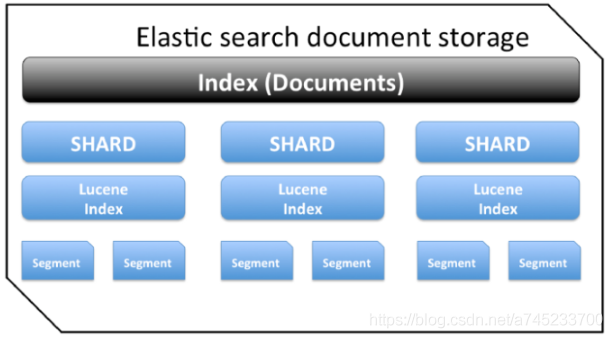 Elastic search document storage
Index (Documents)
SHARD SHARD SHARD
Lucene Index Lucene Index Lucene Index
Segment Segment Segment Segment Segment Segment
https://blog.csdn.net/a745233700